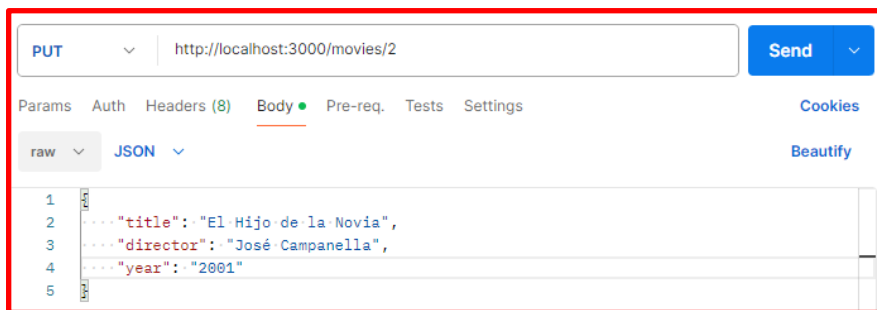 PUT http://localhost:3000/movies/2 Send
Params Auth Headers (8) Body Pre-req. Tests Settings Cookies
raw JSON Beautify
1 {
2 "title": "El Hijo de la Novia",
3 "director": "José Campanella",
4 "year": "2001"
5 }